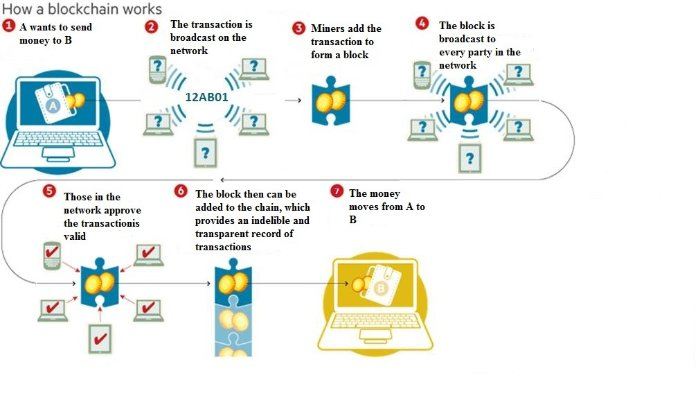 How a blockchain works
1 A wants to send
money to B
2 The transaction is
broadcast on the
network
3 Miners add the
transaction to
form a block
4 The block is
broadcast to
every party in the
network
A
? ? ? ? ?
12AB01
? ? ? ? ?
5 Those in the
network approve
the transactionis
valid
6 The block then can be
added to the chain, which
provides an indelible and
transparent record of
transactions
7 The money
moves from A to
B
B